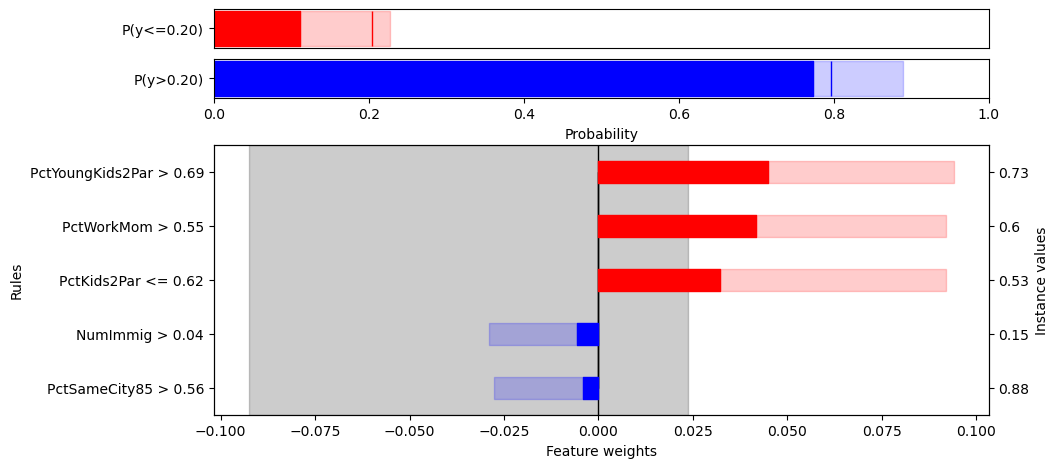 P(y<=0.20)
P(y>0.20)
0.0 0.2 0.4 0.6 0.8 1.0
Probability
PctYoungKids2Par > 0.69 0.73
PctWorkMom > 0.55 0.6
PctKids2Par <= 0.62 0.53
NumImmig > 0.04 0.15
PctSameCity85 > 0.56 0.88
Rules
Instance values
−0.100 −0.075 −0.050 −0.025 0.000 0.025 0.050 0.075 0.100
Feature weights